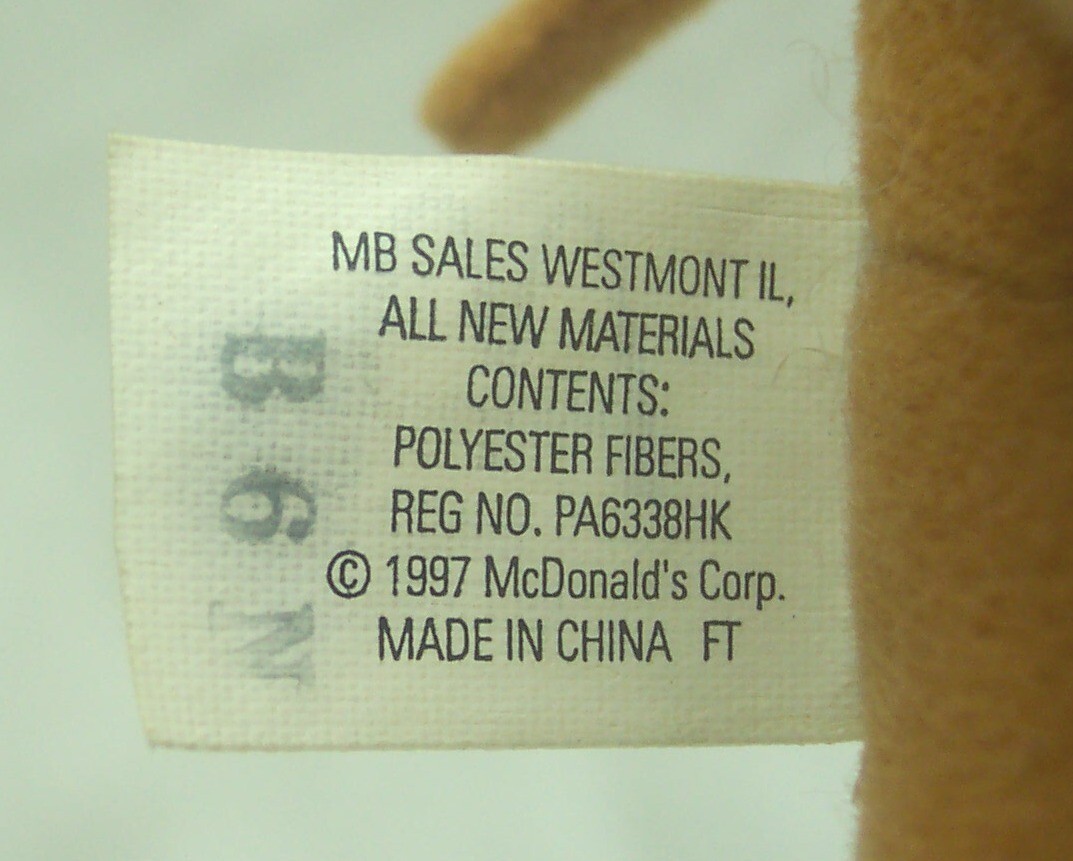 MB SALES WESTMONT IL,
ALL NEW MATERIALS
CONTENTS:
POLYESTER FIBERS,
REG NO. PA6338HK
© 1997 McDonald's Corp.
MADE IN CHINA FT
B6N